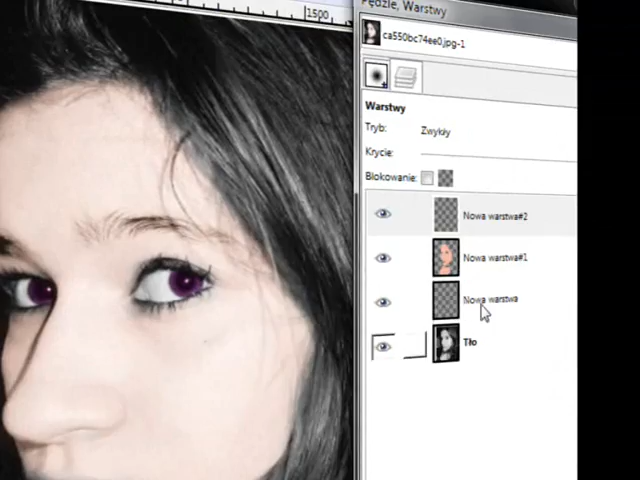 Pędzle, Warstwy
1500
ca550bc74ee0.jpg-1
Warstwy
Tryb: Zwykły
Krycie:
Blokowanie:
Nowa warstwa#2
Nowa warstwa#1
Nowa warstwa
Tło